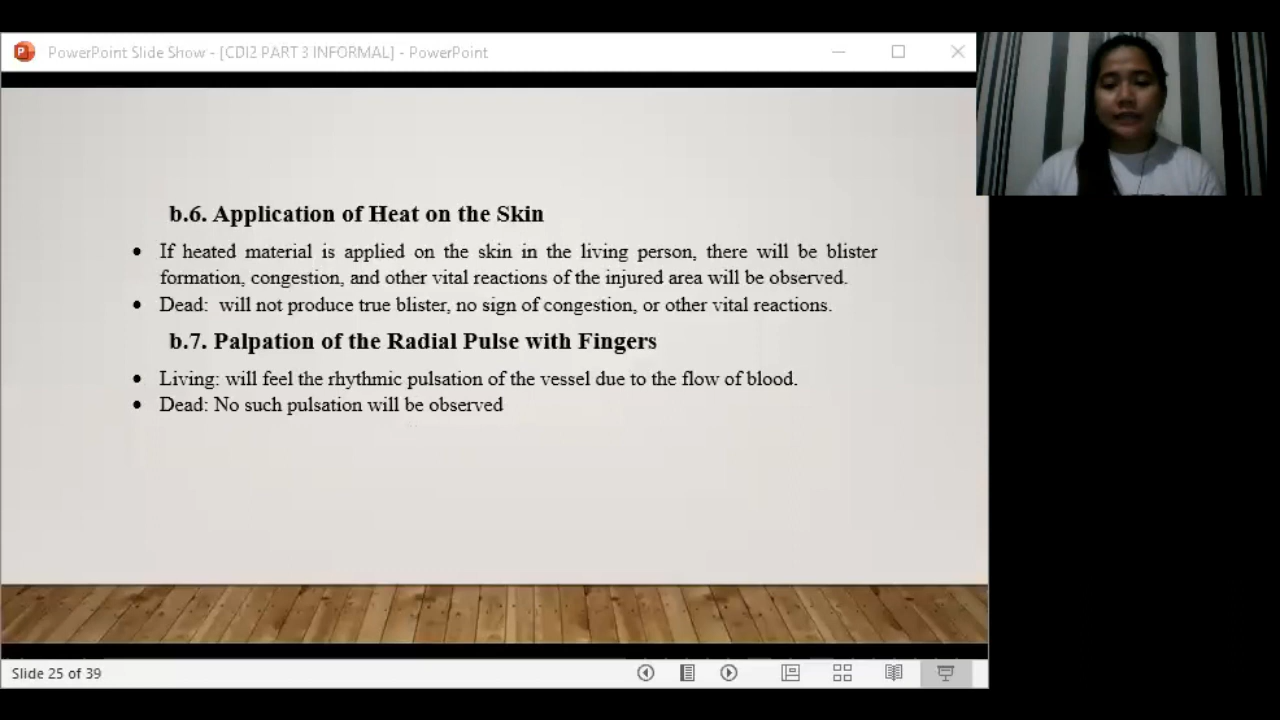 PowerPoint Slide Show - [CDI2 PART 3 INFORMAL] - PowerPoint
b.6. Application of Heat on the Skin
• If heated material is applied on the skin in the living person, there will be blister
formation, congestion, and other vital reactions of the injured area will be observed.
• Dead: will not produce true blister, no sign of congestion, or other vital reactions.
b.7. Palpation of the Radial Pulse with Fingers
• Living: will feel the rhythmic pulsation of the vessel due to the flow of blood.
• Dead: No such pulsation will be observed
Slide 25 of 39